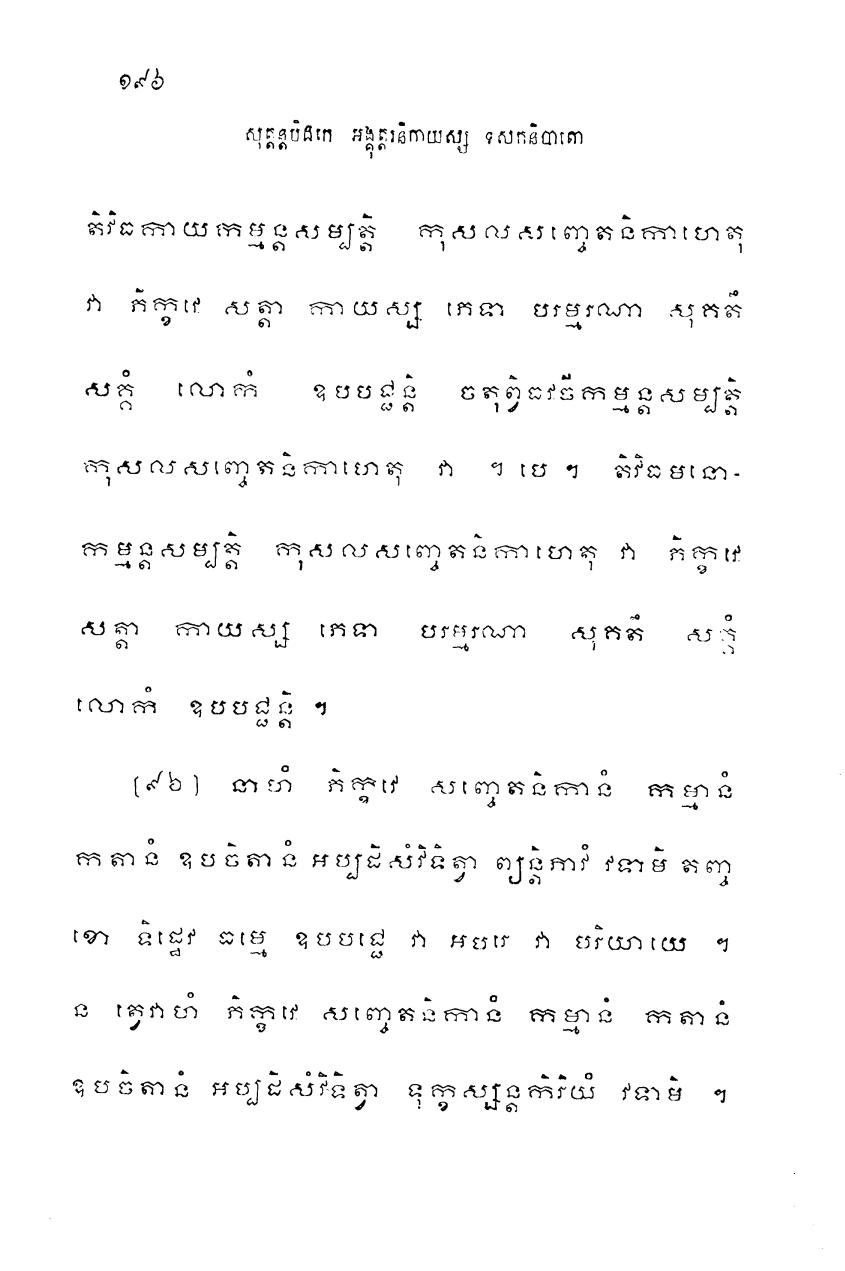 ១៩៦
សុត្តន្តបិដកេ អង្គុត្តរនិកាយស្ស ទសកនិបាតោ
តិវិធកាយកម្មន្តសម្បត្តិ កុសលសញ្ចេតនិកាហេតុ
វា ភិក្ខវេ សត្តា កាយស្ស ភេទា បរម្មរណា សុគតឹ
សគ្គំ លោកំ ឧបបជ្ជន្តិ ចតុព្វិធវចីកម្មន្តសម្បត្តិ
កុសលសញ្ចេតនិកាហេតុ វា ។ បេ ។ តិវិធមនោ-
កម្មន្តសម្បត្តិ កុសលសញ្ចេតនិកាហេតុ វា ភិក្ខវេ
សត្តា កាយស្ស ភេទា បរម្មរណា សុគតឹ សគ្គំ
លោកំ ឧបបជ្ជន្តិ ។
[៩៦] នាហំ ភិក្ខវេ សញ្ចេតនិកានំ កម្មានំ
កតានំ ឧបចិតានំ អប្បដិសំវិទិត្វា ព្យន្តិភាវំ វទាមិ តញ្ច
ខោ ទិដ្ឋេវ ធម្មេ ឧបបជ្ជេ វា អបរេ វា បរិយាយេ ។
ន ត្វេវាហំ ភិក្ខវេ សញ្ចេតនិកានំ កម្មានំ កតានំ
ឧបចិតានំ អប្បដិសំវិទិត្វា ទុក្ខស្សន្តកិរិយំ វទាមិ ។